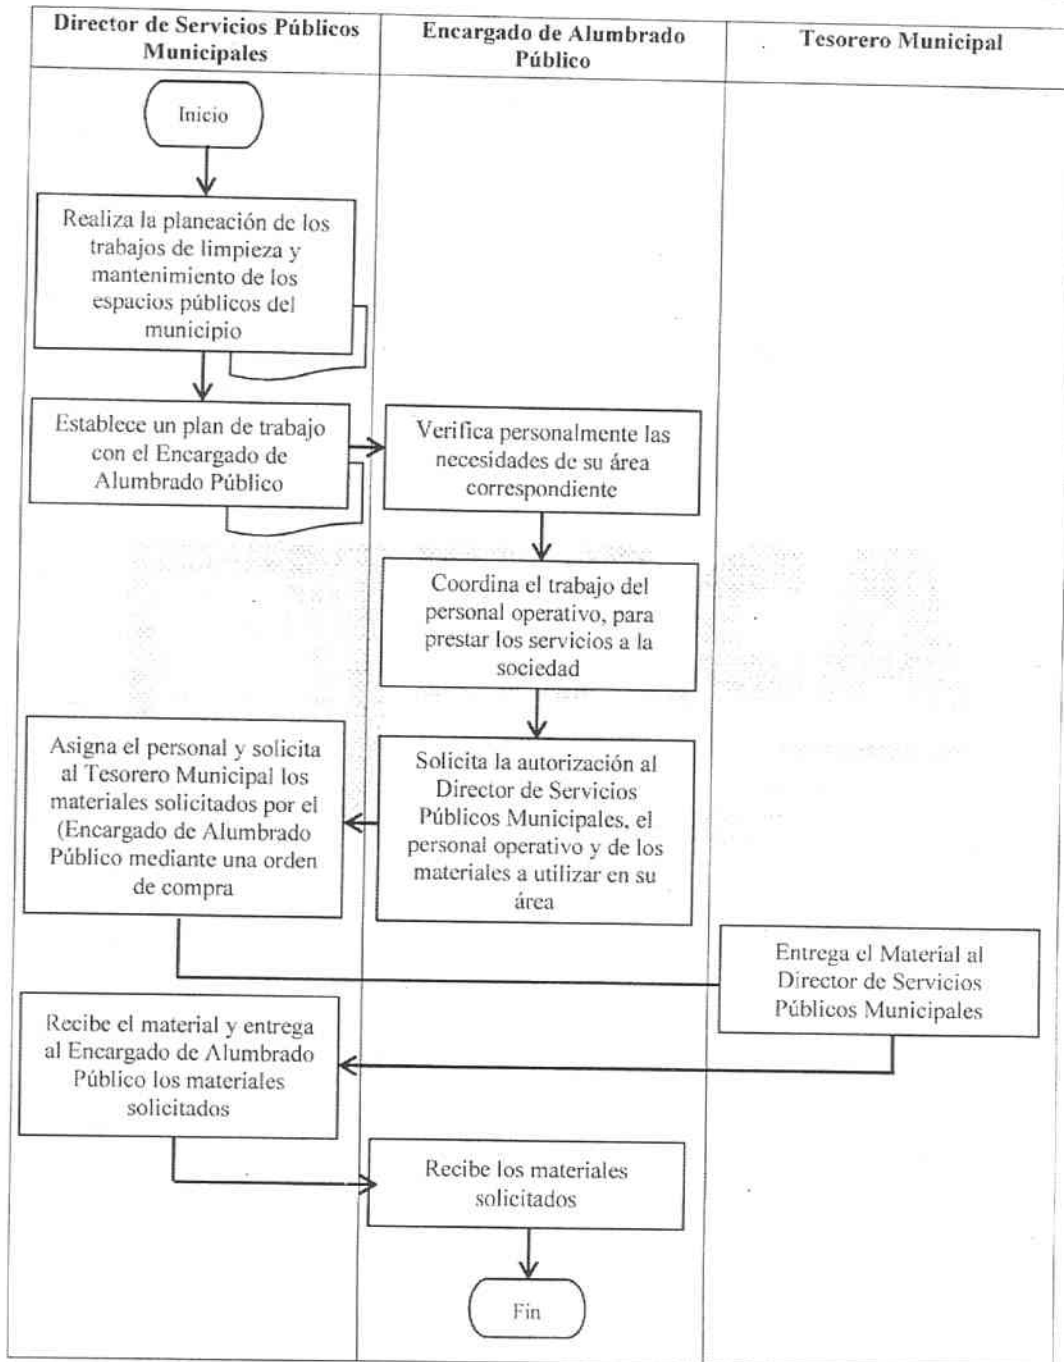 Director de Servicios Públicos
Municipales
Encargado de Alumbrado
Público
Tesorero Municipal
Inicio
Realiza la planeación de los
trabajos de limpieza y
mantenimiento de los
espacios públicos del
municipio
Establece un plan de trabajo
con el Encargado de
Alumbrado Público
Verifica personalmente las
necesidades de su área
correspondiente
Coordina el trabajo del
personal operativo, para
prestar los servicios a la
sociedad
Solicita la autorización al
Director de Servicios
Públicos Municipales, el
personal operativo y de los
materiales a utilizar en su
área
Asigna el personal y solicita
al Tesorero Municipal los
materiales solicitados por el
(Encargado de Alumbrado
Público mediante una orden
de compra
Entrega el Material al
Director de Servicios
Públicos Municipales
Recibe el material y entrega
al Encargado de Alumbrado
Público los materiales
solicitados
Recibe los materiales
solicitados
Fin